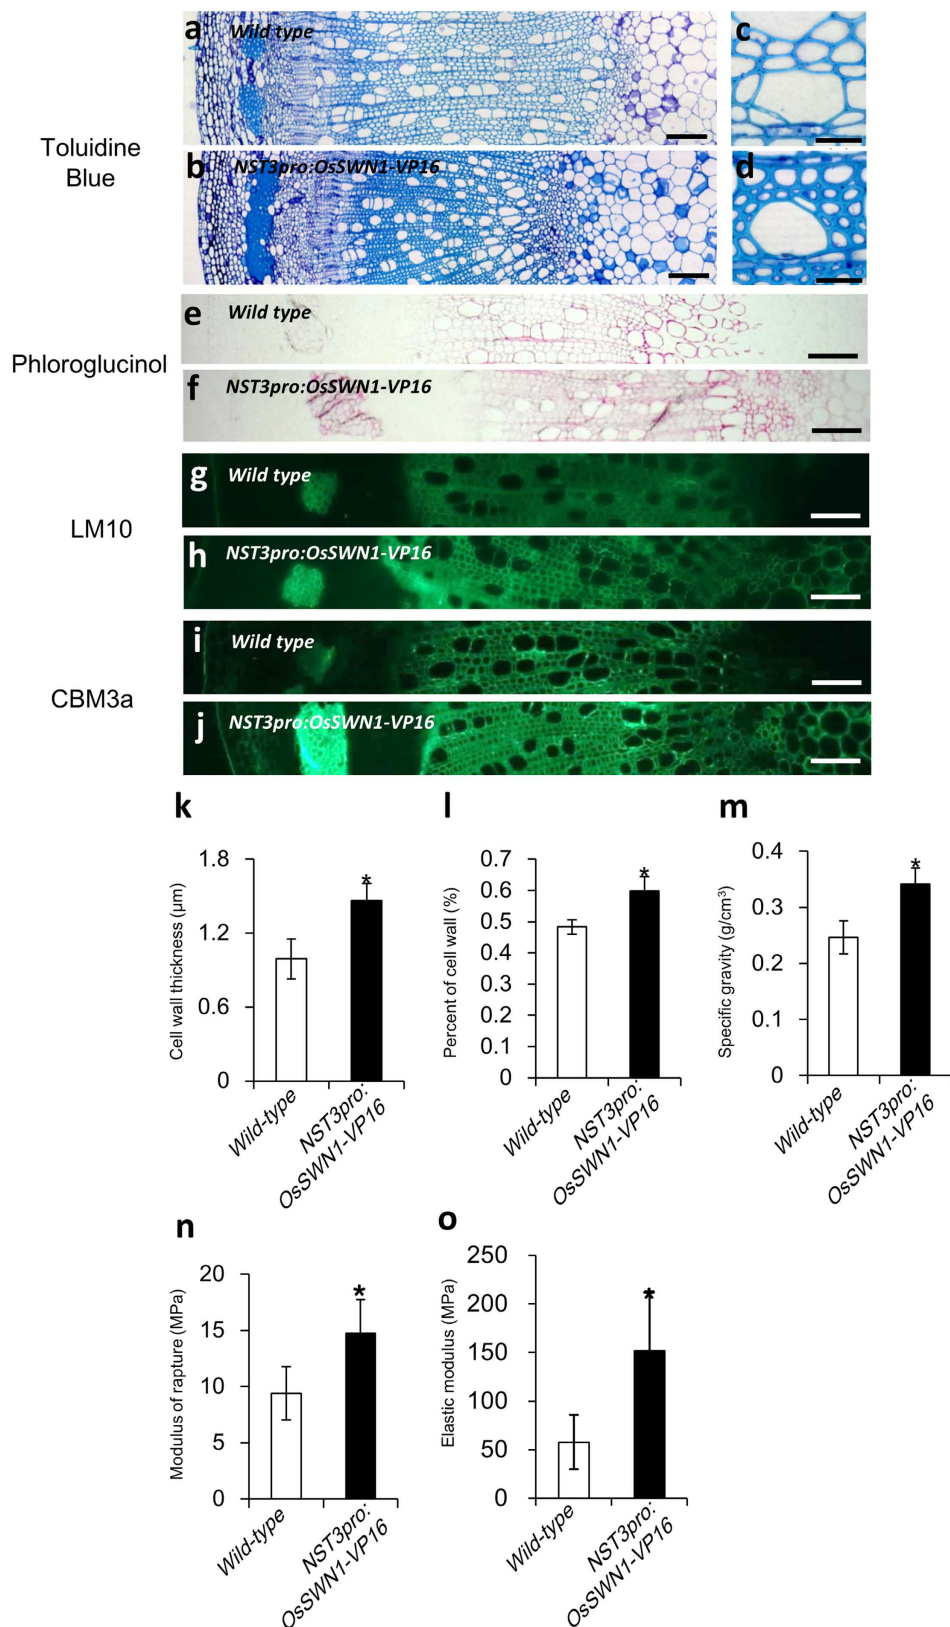 a Wild type
c
Toluidine
Blue
b NST3pro:OsSWN1-VP16
d
e Wild type
Phloroglucinol
f NST3pro:OsSWN1-VP16
g Wild type
LM10
h NST3pro:OsSWN1-VP16
i Wild type
CBM3a
j NST3pro:OsSWN1-VP16
k
Cell wall thickness (µm)
1.8
1.2
0.6
0
*
Wild-type
NST3pro:
OsSWN1-VP16
l
Percent of cell wall (%)
0.7
0.6
0.5
0.4
0.3
0.2
0.1
0
*
Wild-type
NST3pro:
OsSWN1-VP16
m
Specific gravity (g/cm³)
0.4
0.3
0.2
0.1
0
*
Wild-type
NST3pro:
OsSWN1-VP16
n
Modulus of rapture (MPa)
20
15
10
5
0
*
Wild-type
NST3pro:
OsSWN1-VP16
o
Elastic modulus (MPa)
250
200
150
100
50
0
*
Wild-type
NST3pro:
OsSWN1-VP16